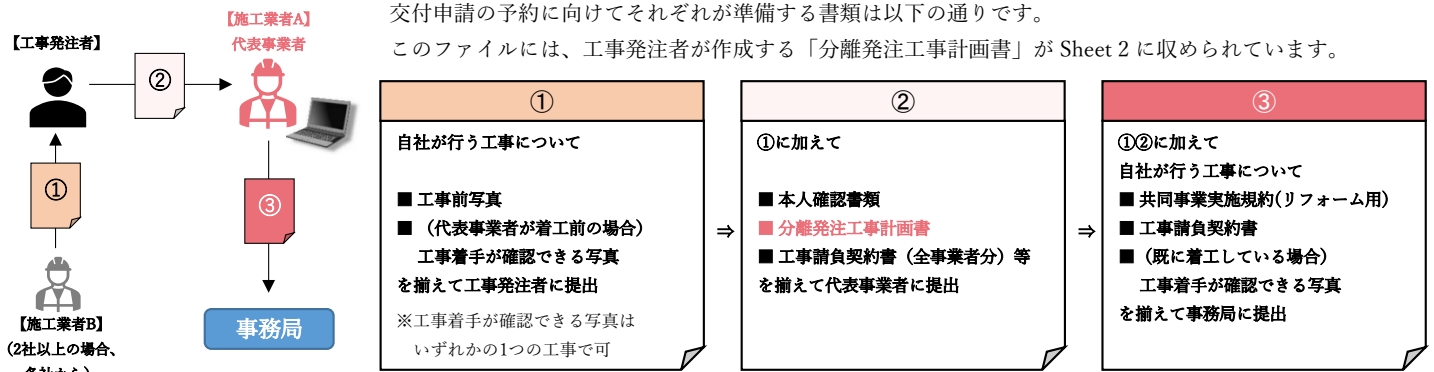 交付申請の予約に向けてそれぞれが準備する書類は以下の通りです。
このファイルには、工事発注者が作成する「分離発注工事計画書」が Sheet 2 に収められています。
【工事発注者】
【施工業者A】
代表事業者
②
①
③
【施工業者B】
(2社以上の場合、
各社から)
事務局
①
自社が行う工事について
■ 工事前写真
■ （代表事業者が着工前の場合）
工事着手が確認できる写真
を揃えて工事発注者に提出
※工事着手が確認できる写真は
いずれかの1つの工事で可
⇒
②
①に加えて
■ 本人確認書類
■ 分離発注工事計画書
■ 工事請負契約書（全事業者分）等
を揃えて代表事業者に提出
⇒
③
①②に加えて
自社が行う工事について
■ 共同事業実施規約(リフォーム用)
■ 工事請負契約書
■ （既に着工している場合）
工事着手が確認できる写真
を揃えて事務局に提出